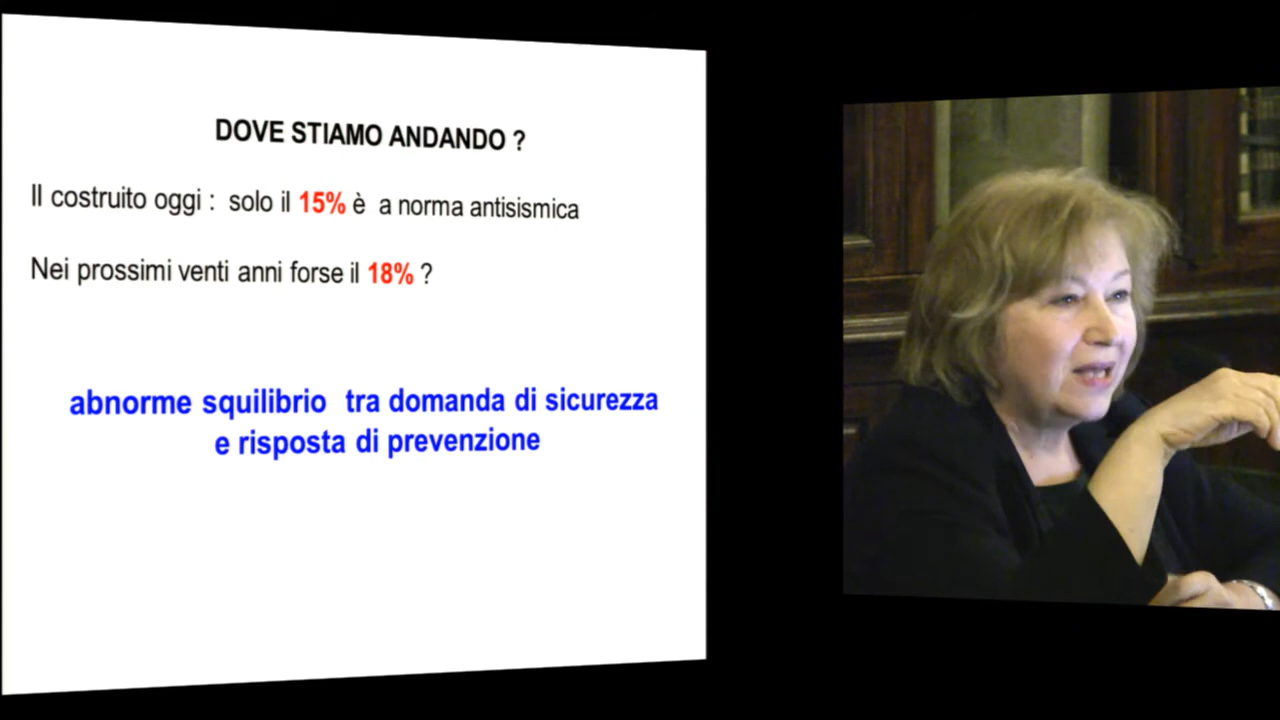 DOVE STIAMO ANDANDO ?
Il costruito oggi : solo il 15% è a norma antisismica
Nei prossimi venti anni forse il 18% ?
abnorme squilibrio tra domanda di sicurezza
e risposta di prevenzione